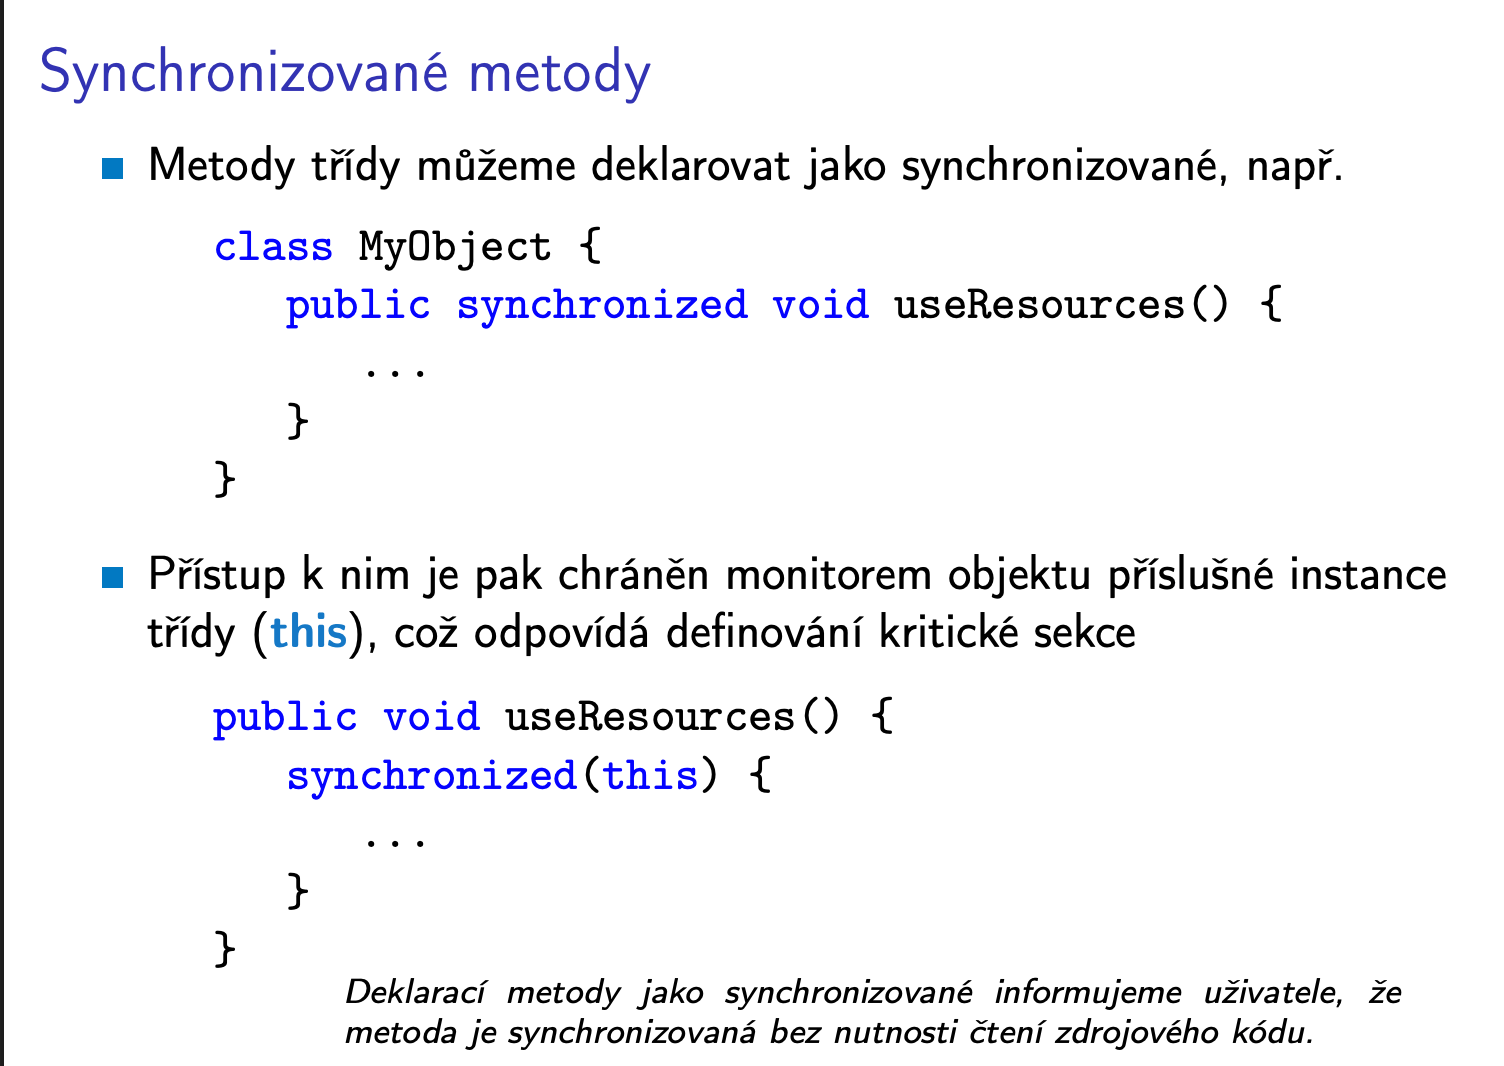 Synchronizované metody
Metody třídy můžeme deklarovat jako synchronizované, např.
class MyObject {
public synchronized void useResources() {
...
}
}
Přístup k nim je pak chráněn monitorem objektu příslušné instance
třídy (this), což odpovídá definování kritické sekce
public void useResources() {
synchronized(this) {
...
}
}
Deklarací metody jako synchronizované informujeme uživatele, že
metoda je synchronizovaná bez nutnosti čtení zdrojového kódu.